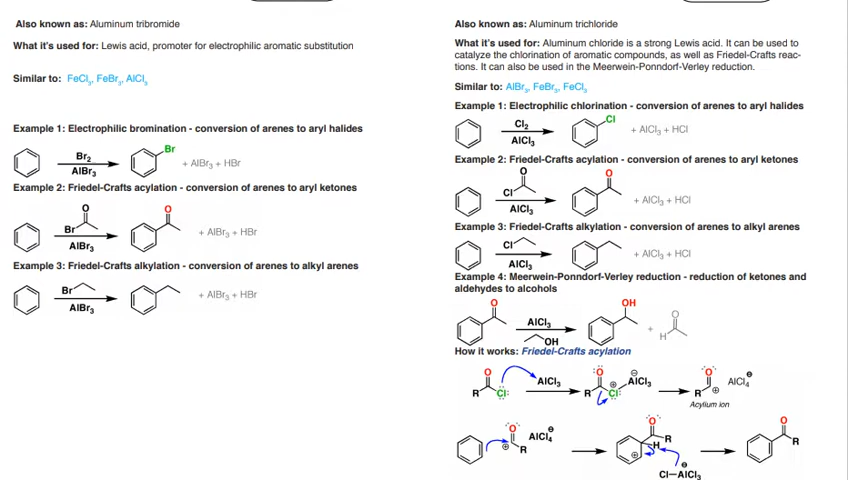 Also known as: Aluminum tribromide
What it's used for: Lewis acid, promoter for electrophilic aromatic substitution
Similar to: FeCl3, FeBr3, AlCl3
Example 1: Electrophilic bromination - conversion of arenes to aryl halides
Br2
AlBr3
Br
+ AlBr3 + HBr
Example 2: Friedel-Crafts acylation - conversion of arenes to aryl ketones
O
Br
AlBr3
O
+ AlBr3 + HBr
Example 3: Friedel-Crafts alkylation - conversion of arenes to alkyl arenes
Br
AlBr3
+ AlBr3 + HBr
Also known as: Aluminum trichloride
What it's used for: Aluminum chloride is a strong Lewis acid. It can be used to
catalyze the chlorination of aromatic compounds, as well as Friedel-Crafts reac-
tions. It can also be used in the Meerwein-Ponndorf-Verley reduction.
Similar to: AlBr3, FeBr3, FeCl3
Example 1: Electrophilic chlorination - conversion of arenes to aryl halides
Cl2
AlCl3
Cl
+ AlCl3 + HCl
Example 2: Friedel-Crafts acylation - conversion of arenes to aryl ketones
O
Cl
AlCl3
O
+ AlCl3 + HCl
Example 3: Friedel-Crafts alkylation - conversion of arenes to alkyl arenes
Cl
AlCl3
+ AlCl3 + HCl
Example 4: Meerwein-Ponndorf-Verley reduction - reduction of ketones and
aldehydes to alcohols
O
AlCl3
OH
OH
+
O
H
How it works: Friedel-Crafts acylation
O
R
Cl:
AlCl3
:O:
R
⊕
Cl:
⊖
AlCl3
O
R
⊕
AlCl4⊖
Acylium ion
O
⊕
R
AlCl4⊖
O
R
H
⊕
⊖
Cl–AlCl3
O
R